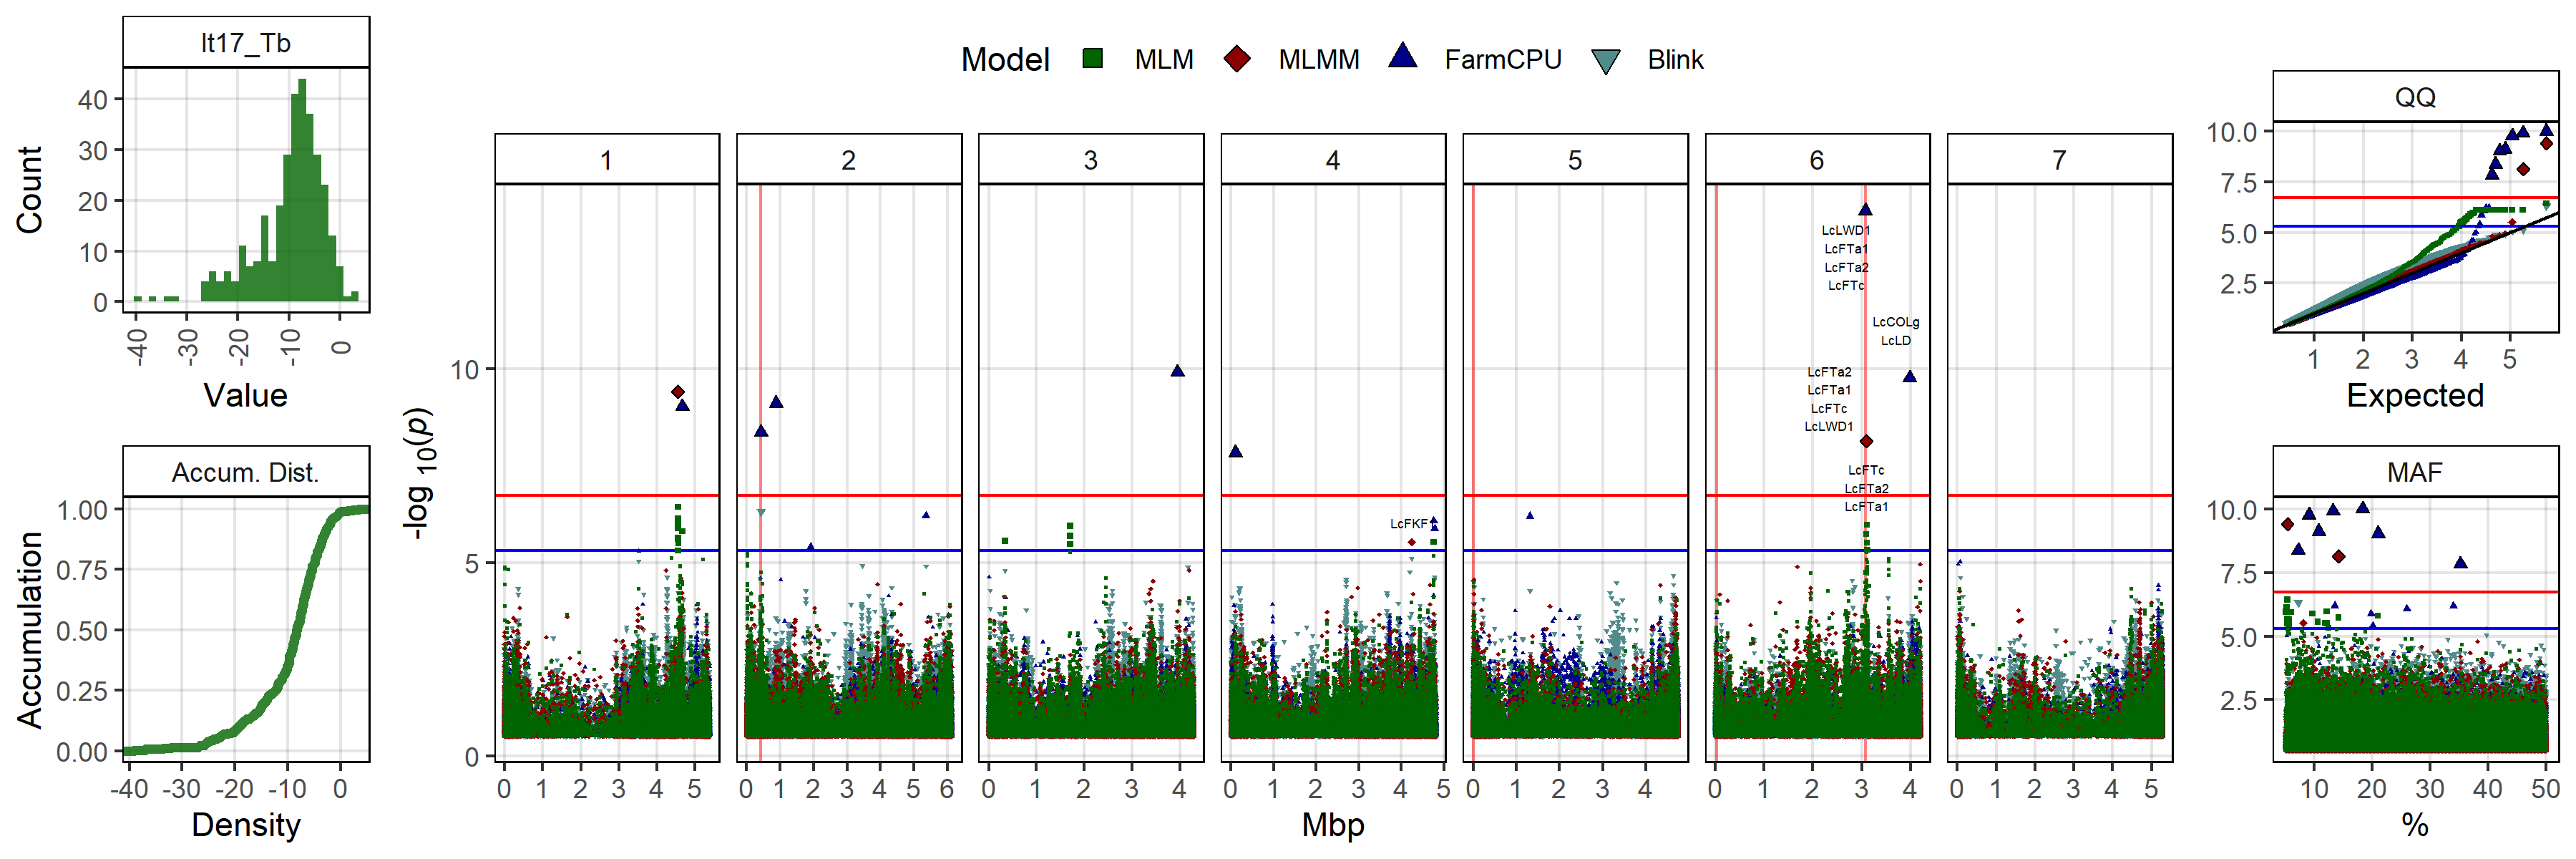 It17_Tb
40
30
20
10
0
Count
-40
-30
-20
-10
0
Value
Accum. Dist.
1.00
0.75
0.50
0.25
0.00
Accumulation
-40 -30 -20 -10 0
Density
Model MLM MLMM FarmCPU Blink
-log 10(p)
10
5
0
1
0 1 2 3 4 5
2
0 1 2 3 4 5 6
3
0 1 2 3 4
4
LcFKF1
0 1 2 3 4 5
5
0 1 2 3 4
6
LcLWD1
LcFTa1
LcFTa2
LcFTc
LcCOLg
LcLD
LcFTa2
LcFTa1
LcFTc
LcLWD1
LcFTc
LcFTa2
LcFTa1
0 1 2 3 4
7
0 1 2 3 4 5
Mbp
QQ
10.0
7.5
5.0
2.5
1 2 3 4 5
Expected
MAF
10.0
7.5
5.0
2.5
10 20 30 40 50
%